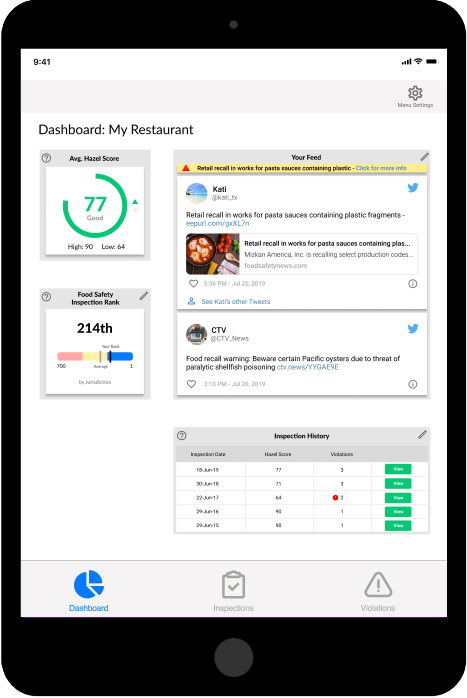 9:41
Menu Settings
Dashboard: My Restaurant
Avg. Hazel Score
77
Good
High: 90 Low: 64
Food Safety
Inspection Rank
214th
Your Rank
700 Average 1
by Jurisdiction
Your Feed
Retail recall in works for pasta sauces containing plastic - Click for more info
Kati
@kati_tx
Retail recall in works for pasta sauces containing plastic fragments -
eepurl.com/gxXL7n
Retail recall in works for pasta sauces containing plas...
Mizkan America, Inc. is recalling select production codes...
foodsafetynews.com
5:36 PM - Jul 20, 2019
See Kati's other Tweets
CTV
@CTV_News
Food recall warning: Beware certain Pacific oysters due to threat of
paralytic shellfish poisoning ctv.news/YYGAE9E
3:13 PM - Jul 20, 2019
Inspection History
Inspection Date Hazel Score Violations
18-Jun-19 77 3 View
30-Jun-18 71 3 View
22-Jun-17 64 2 View
29-Jun-16 90 1 View
29-Jun-15 90 1 View
Dashboard Inspections Violations